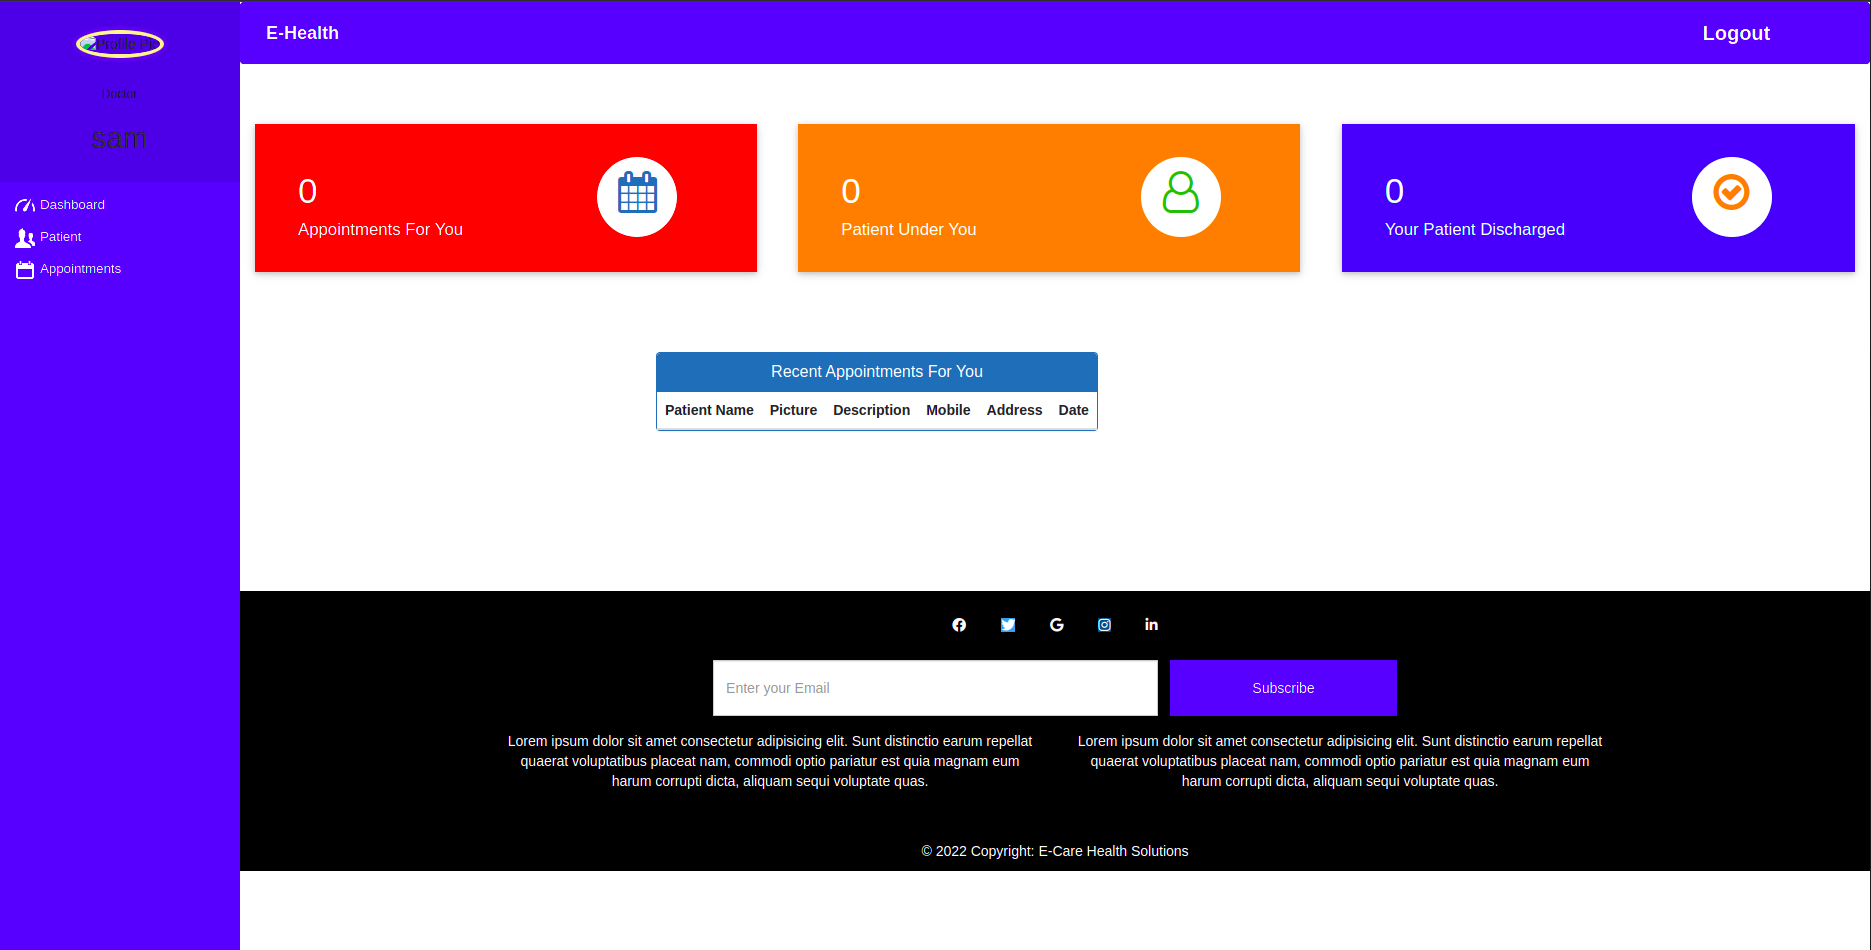 E-Health
Logout
Profile Pi
Doctor
sam
Dashboard
Patient
Appointments
0
Appointments For You
0
Patient Under You
0
Your Patient Discharged
Recent Appointments For You
Patient Name Picture Description Mobile Address Date
Enter your Email
Subscribe
Lorem ipsum dolor sit amet consectetur adipisicing elit. Sunt distinctio earum repellat
quaerat voluptatibus placeat nam, commodi optio pariatur est quia magnam eum
harum corrupti dicta, aliquam sequi voluptate quas.
Lorem ipsum dolor sit amet consectetur adipisicing elit. Sunt distinctio earum repellat
quaerat voluptatibus placeat nam, commodi optio pariatur est quia magnam eum
harum corrupti dicta, aliquam sequi voluptate quas.
© 2022 Copyright: E-Care Health Solutions